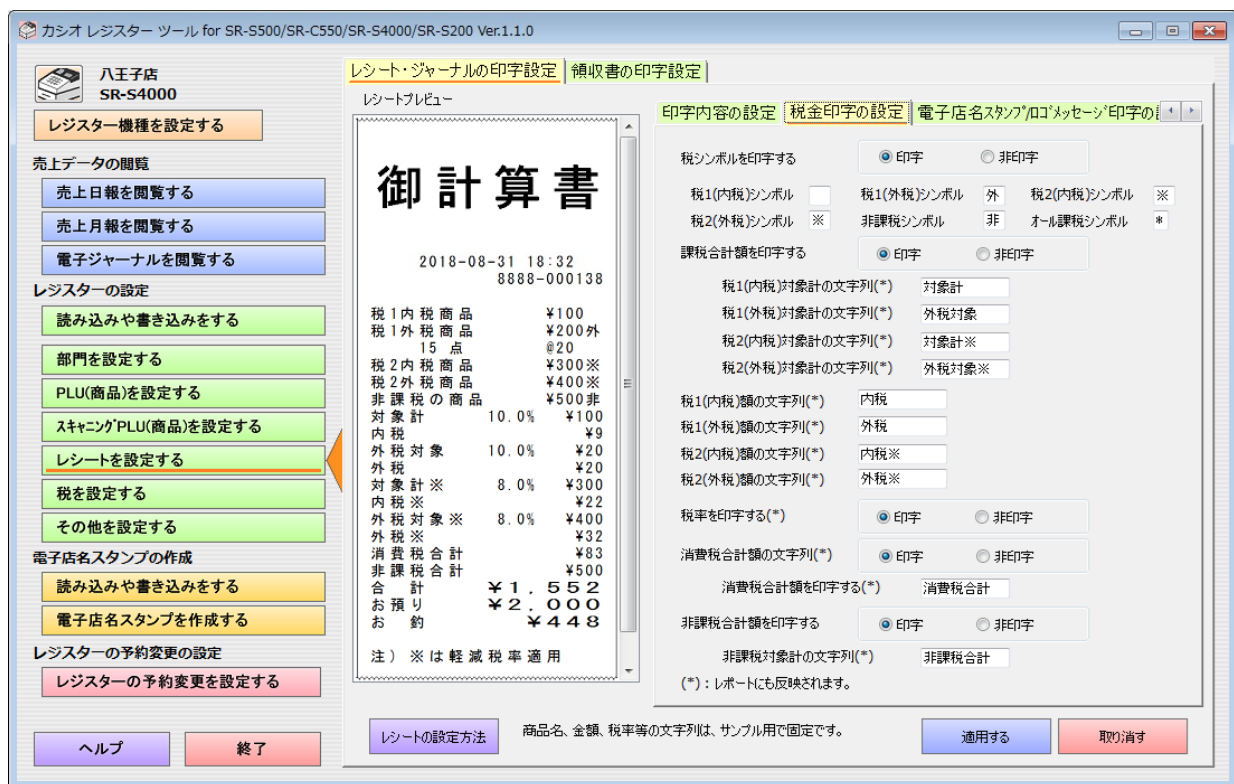 カシオ レジスター ツール for SR-S500/SR-C550/SR-S4000/SR-S200 Ver.1.1.0
八王子店
SR-S4000
レジスター機種を設定する
売上データの閲覧
売上日報を閲覧する
売上月報を閲覧する
電子ジャーナルを閲覧する
レジスターの設定
読み込みや書き込みをする
部門を設定する
PLU(商品)を設定する
スキャニングPLU(商品)を設定する
レシートを設定する
税を設定する
その他を設定する
電子店名スタンプの作成
読み込みや書き込みをする
電子店名スタンプを作成する
レジスターの予約変更の設定
レジスターの予約変更を設定する
ヘルプ 終了
レシート・ジャーナルの印字設定 領収書の印字設定
レシートプレビュー
御計算書
2018-08-31 18:32
8888-000138
税1内税商品 ¥100
税1外税商品 ¥200外
15 点 @20
税2内税商品 ¥300※
税2外税商品 ¥400※
非課税の商品 ¥500非
対象計 10.0% ¥100
内税 ¥9
外税対象 10.0% ¥20
外税 ¥20
対象計※ 8.0% ¥300
内税※ ¥22
外税対象※ 8.0% ¥400
外税※ ¥32
消費税合計 ¥83
非課税合計 ¥500
合 計 ¥1,552
お預り ¥2,000
お 釣 ¥448
注) ※は軽減税率適用
印字内容の設定 税金印字の設定 電子店名スタンプ/ロゴメッセージ印字の
税シンボルを印字する 印字 非印字
税1(内税)シンボル 税1(外税)シンボル 外 税2(内税)シンボル ※
税2(外税)シンボル ※ 非課税シンボル 非 オール課税シンボル *
課税合計額を印字する 印字 非印字
税1(内税)対象計の文字列(*) 対象計
税1(外税)対象計の文字列(*) 外税対象
税2(内税)対象計の文字列(*) 対象計※
税2(外税)対象計の文字列(*) 外税対象※
税1(内税)額の文字列(*) 内税
税1(外税)額の文字列(*) 外税
税2(内税)額の文字列(*) 内税※
税2(外税)額の文字列(*) 外税※
税率を印字する(*) 印字 非印字
消費税合計額の文字列(*) 印字 非印字
消費税合計額を印字する(*) 消費税合計
非課税合計額を印字する 印字 非印字
非課税対象計の文字列(*) 非課税合計
(*):レポートにも反映されます。
レシートの設定方法 商品名、金額、税率等の文字列は、サンプル用で固定です。 適用する 取り消す